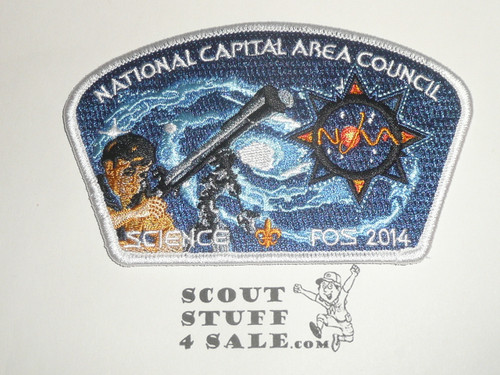 NATIONAL CAPITAL AREA COUNCIL
NOVA
SCIENCE FOS 2014
SCOUT
STUFF
4 SALE.com